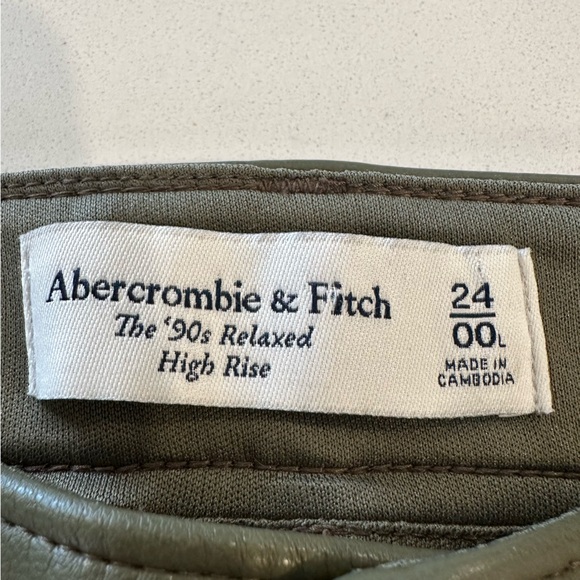 Abercrombie & Fitch
The ‘90s Relaxed
High Rise
24
00L
MADE IN
CAMBODIA